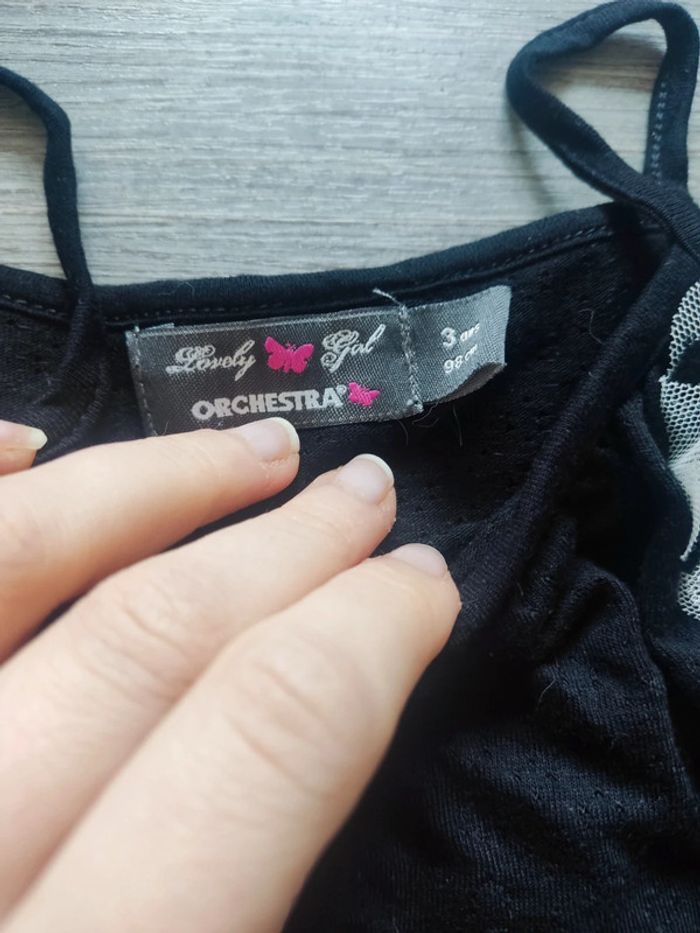 Lovely Girl
ORCHESTRA®
3 ans
98 cm